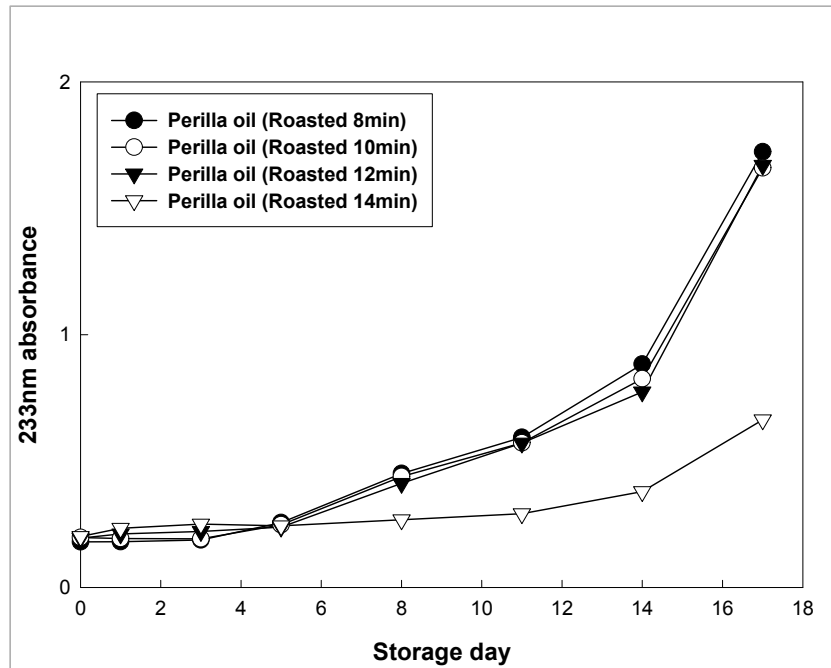 2
Perilla oil (Roasted 8min)
Perilla oil (Roasted 10min)
Perilla oil (Roasted 12min)
Perilla oil (Roasted 14min)
233nm absorbance
1
0
0 2 4 6 8 10 12 14 16 18
Storage day